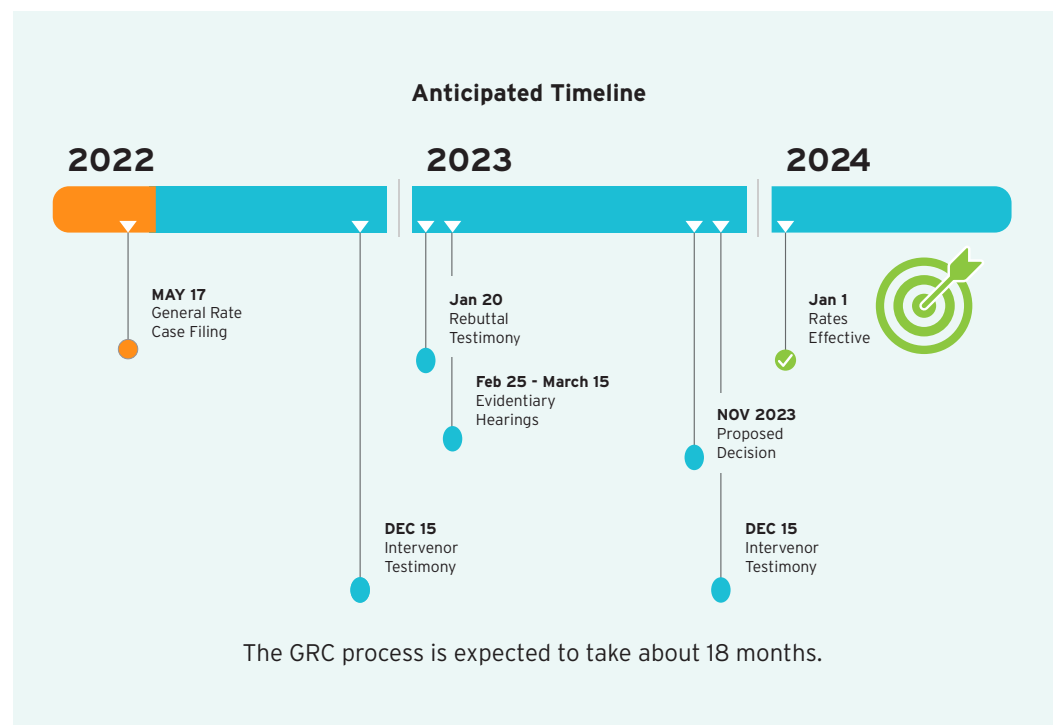 Anticipated Timeline
2022
2023
2024
MAY 17
General Rate
Case Filing
DEC 15
Intervenor
Testimony
Jan 20
Rebuttal
Testimony
Feb 25 - March 15
Evidentiary
Hearings
NOV 2023
Proposed
Decision
DEC 15
Intervenor
Testimony
Jan 1
Rates
Effective
The GRC process is expected to take about 18 months.